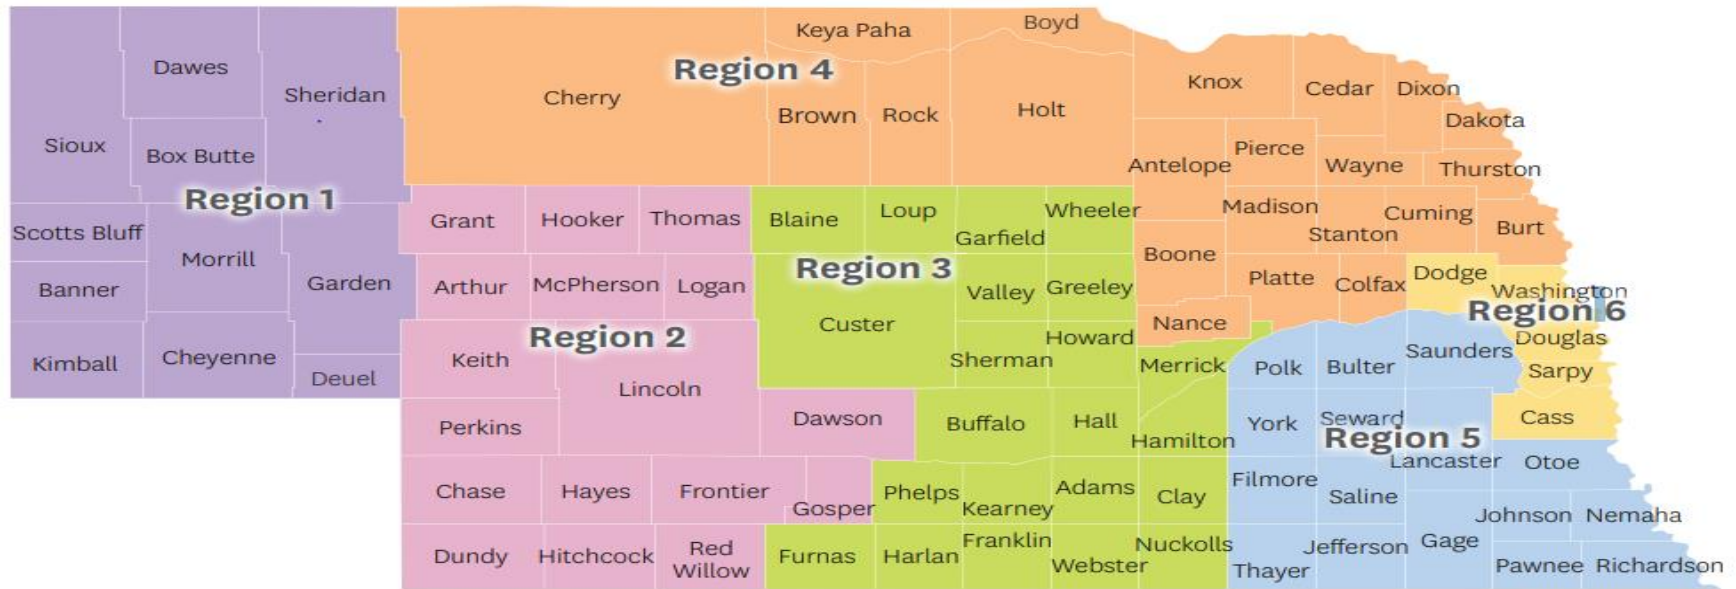 Keya Paha
Boyd
Dawes
Sheridan
Region 4
Cherry
Brown
Rock
Holt
Knox
Cedar
Dixon
Dakota
Sioux
Box Butte
Antelope
Pierce
Wayne
Thurston
Region 1
Grant
Hooker
Thomas
Blaine
Loup
Garfield
Wheeler
Madison
Stanton
Cuming
Burt
Scotts Bluff
Morrill
Garden
Banner
Arthur
McPherson
Logan
Region 3
Valley
Greeley
Boone
Platte
Colfax
Dodge
Washington
Region 6
Douglas
Sarpy
Cass
Custer
Region 2
Nance
Howard
Sherman
Merrick
Kimball
Cheyenne
Deuel
Keith
Lincoln
Polk
Bulter
Saunders
Perkins
Dawson
Buffalo
Hall
Hamilton
York
Seward
Region 5
Lancaster
Otoe
Chase
Hayes
Frontier
Gosper
Phelps
Kearney
Adams
Clay
Filmore
Saline
Johnson
Nemaha
Dundy
Hitchcock
Red
Willow
Furnas
Harlan
Franklin
Webster
Nuckolls
Thayer
Jefferson
Gage
Pawnee
Richardson